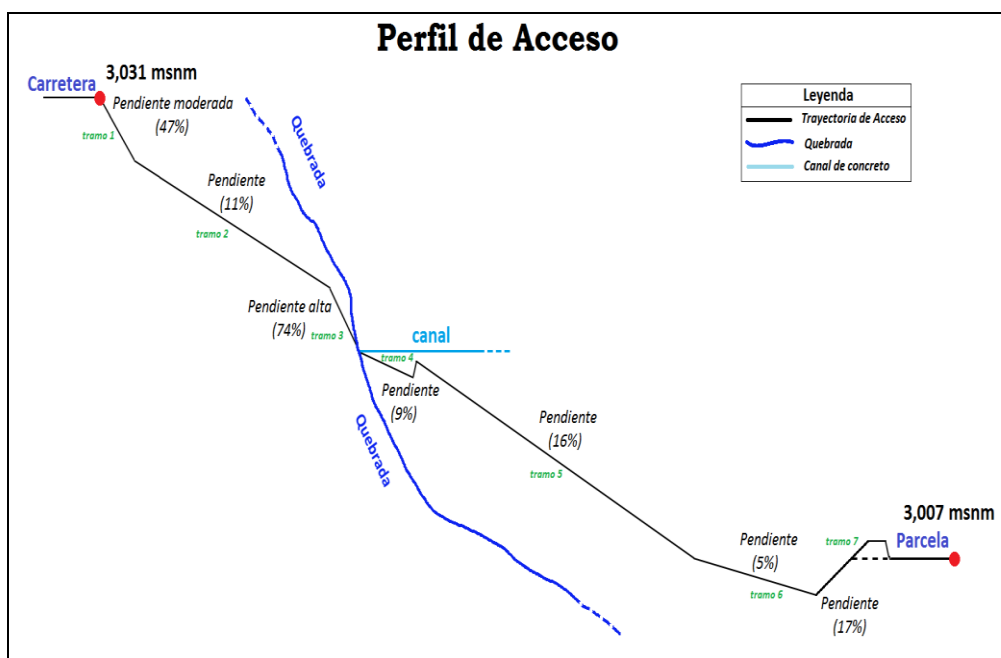 Perfil de Acceso
Carretera
3,031 msnm
Pendiente moderada
(47%)
tramo 1
Quebrada
Leyenda
Trayectoria de Acceso
Quebrada
Canal de concreto
Pendiente
(11%)
tramo 2
Pendiente alta
(74%)
tramo 3
canal
tramo 4
Pendiente
(9%)
Quebrada
Pendiente
(16%)
tramo 5
3,007 msnm
Parcela
Pendiente
(5%)
tramo 6
tramo 7
Pendiente
(17%)